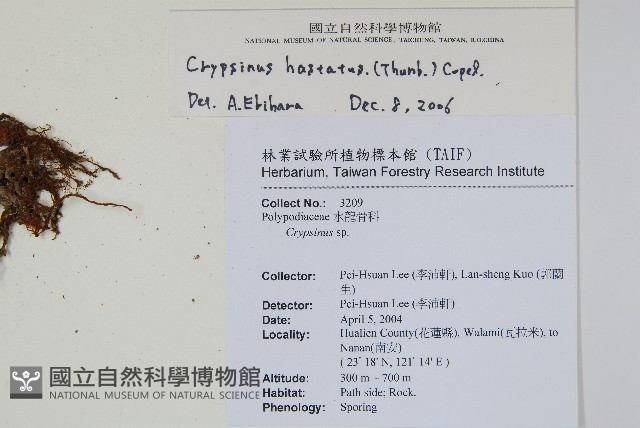 國立自然科學博物館
NATIONAL MUSEUM OF NATURAL SCIENCE, TAICHUNG, TAIWAN, R.O.CHINA
Crypsinus hastatus. (Thunb.) Copel.
Det. A. Ebihara Dec. 8, 2006
林業試驗所植物標本館 (TAIF)
Herbarium, Taiwan Forestry Research Institute
Collect No.: 3209
Polypodiaceae 水龍骨科
Crypsinus sp.
Collector: Pei-Hsuan Lee (李沛軒), Lan-sheng Kuo (郭蘭
生)
Detector: Pei-Hsuan Lee (李沛軒)
Date: April 5, 2004
Locality: Hualien County(花蓮縣), Walami(瓦拉米), to
Nanan(南安)
( 23° 18' N, 121° 14' E )
Altitude: 300 m ~ 700 m
Habitat: Path side; Rock.
Phenology: Sporing
國立自然科學博物館
NATIONAL MUSEUM OF NATURAL SCIENCE